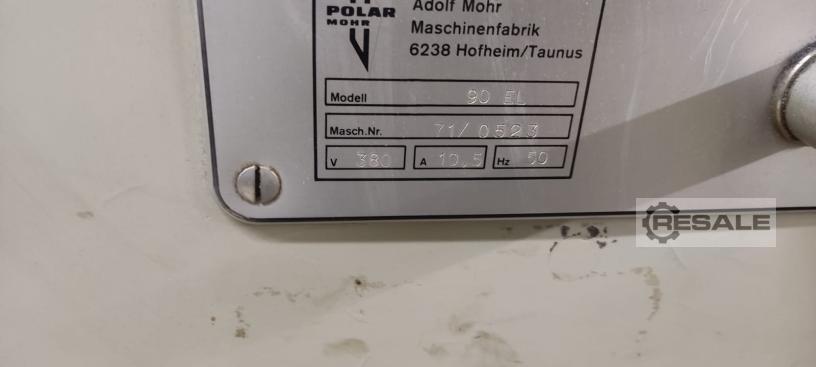 POLAR
MOHR
Adolf Mohr
Maschinenfabrik
6238 Hofheim/Taunus
Modell 90 EL
Masch.Nr. 71/0523
V 380 A 10,5 Hz 50
RESALE